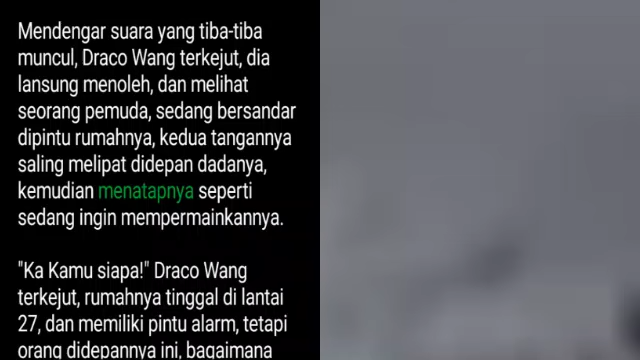 Mendengar suara yang tiba-tiba
muncul, Draco Wang terkejut, dia
lansung menoleh, dan melihat
seorang pemuda, sedang bersandar
dipintu rumahnya, kedua tangannya
saling melipat didepan dadanya,
kemudian menatapnya seperti
sedang ingin mempermainkannya.
"Ka Kamu siapa!" Draco Wang
terkejut, rumahnya tinggal di lantai
27, dan memiliki pintu alarm, tetapi
orang didepannya ini, bagaimana